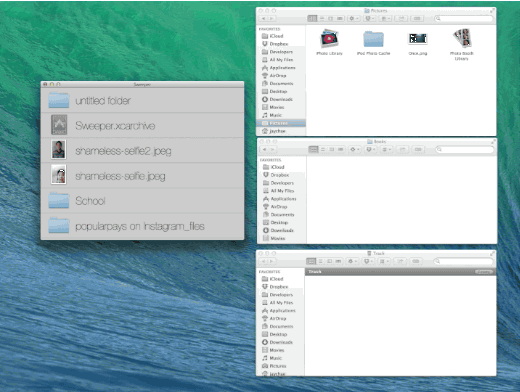 Sweeper
untitled folder
Sweeper.xcarchive
shameless-selfie2.jpeg
shameless-selfie.jpeg
School
popularpays on Instagram_files
Pictures
FAVORITES
iCloud
Dropbox
Developers
All My Files
Applications
AirDrop
Documents
Desktop
Downloads
Movies
Music
Pictures
jaychae
Photo Library
iPod Photo Cache
Photo Booth Library
Books
FAVORITES
iCloud
Dropbox
Developers
All My Files
Applications
AirDrop
Documents
Desktop
Downloads
Movies
Trash
FAVORITES
iCloud
Dropbox
Developers
All My Files
Applications
AirDrop
Documents
Desktop
Downloads
Movies
Music
Pictures
jaychae
Trash